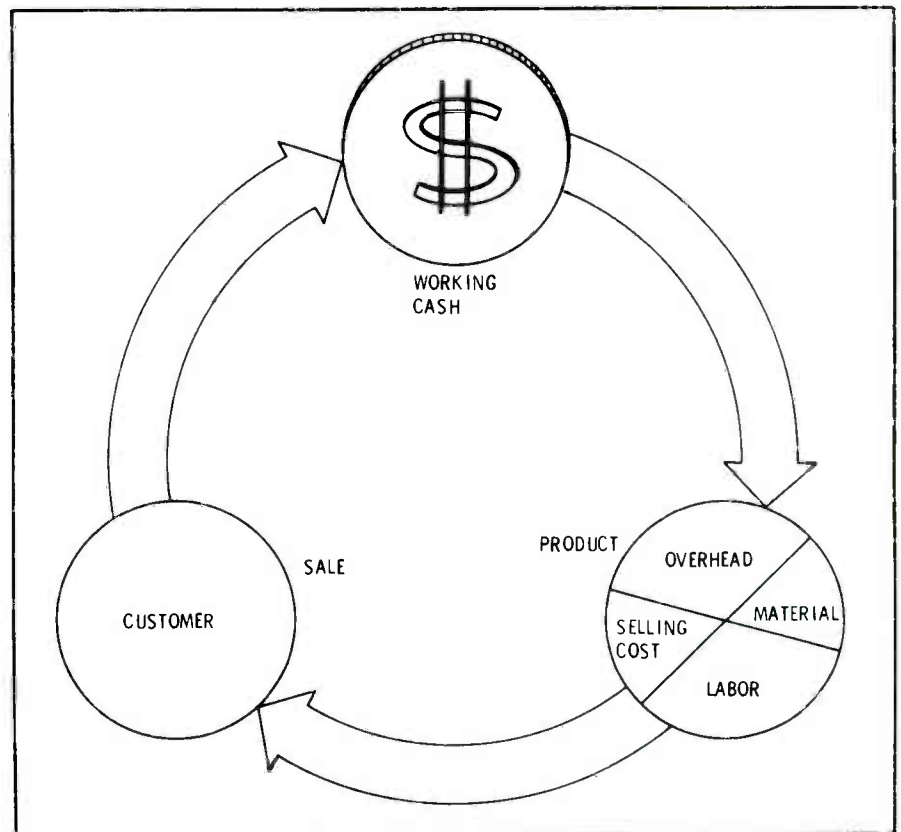 $
WORKING
CASH
PRODUCT
OVERHEAD
MATERIAL
SELLING
COST
LABOR
SALE
CUSTOMER